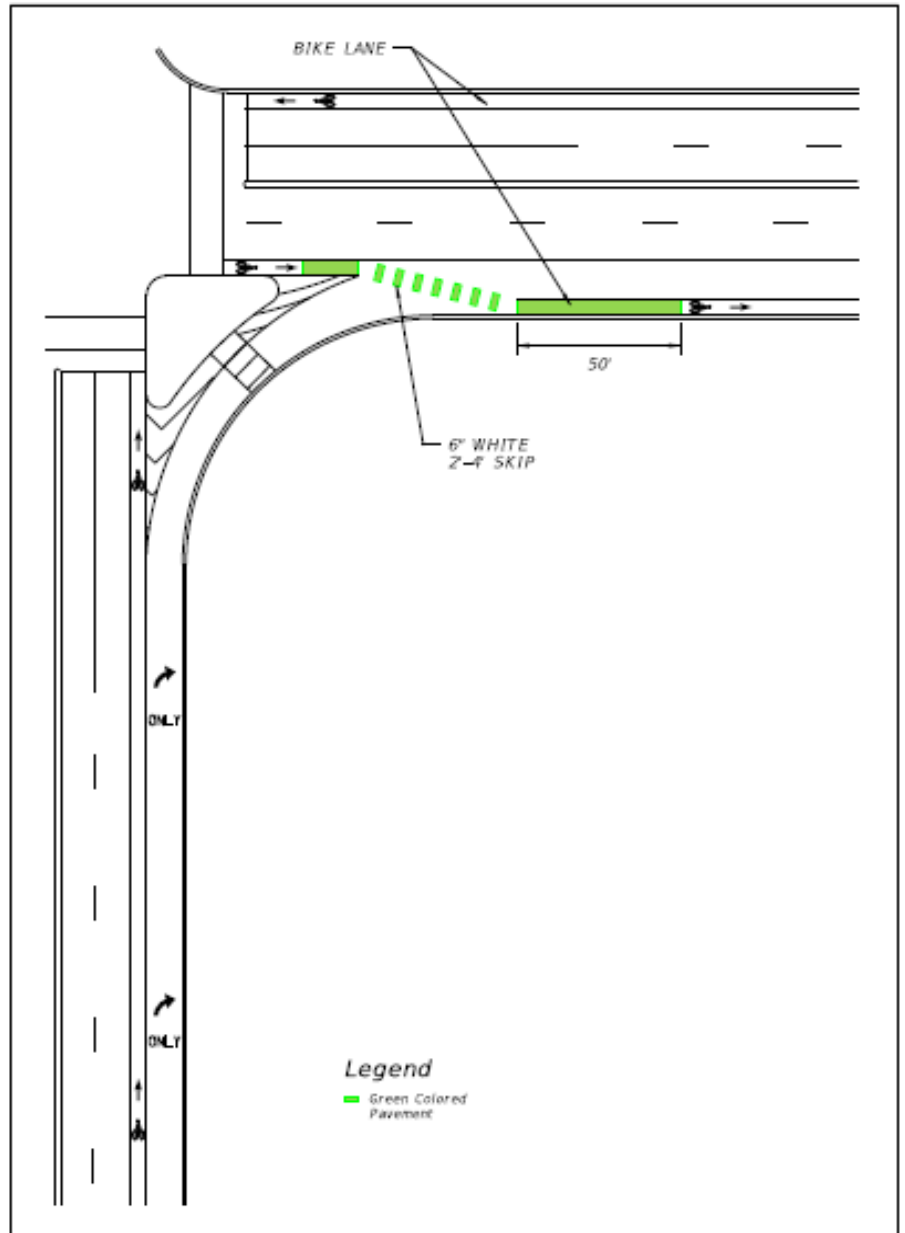 BIKE LANE
50'
6" WHITE
2'-4' SKIP
ONLY
ONLY
Legend
Green Colored
Pavement